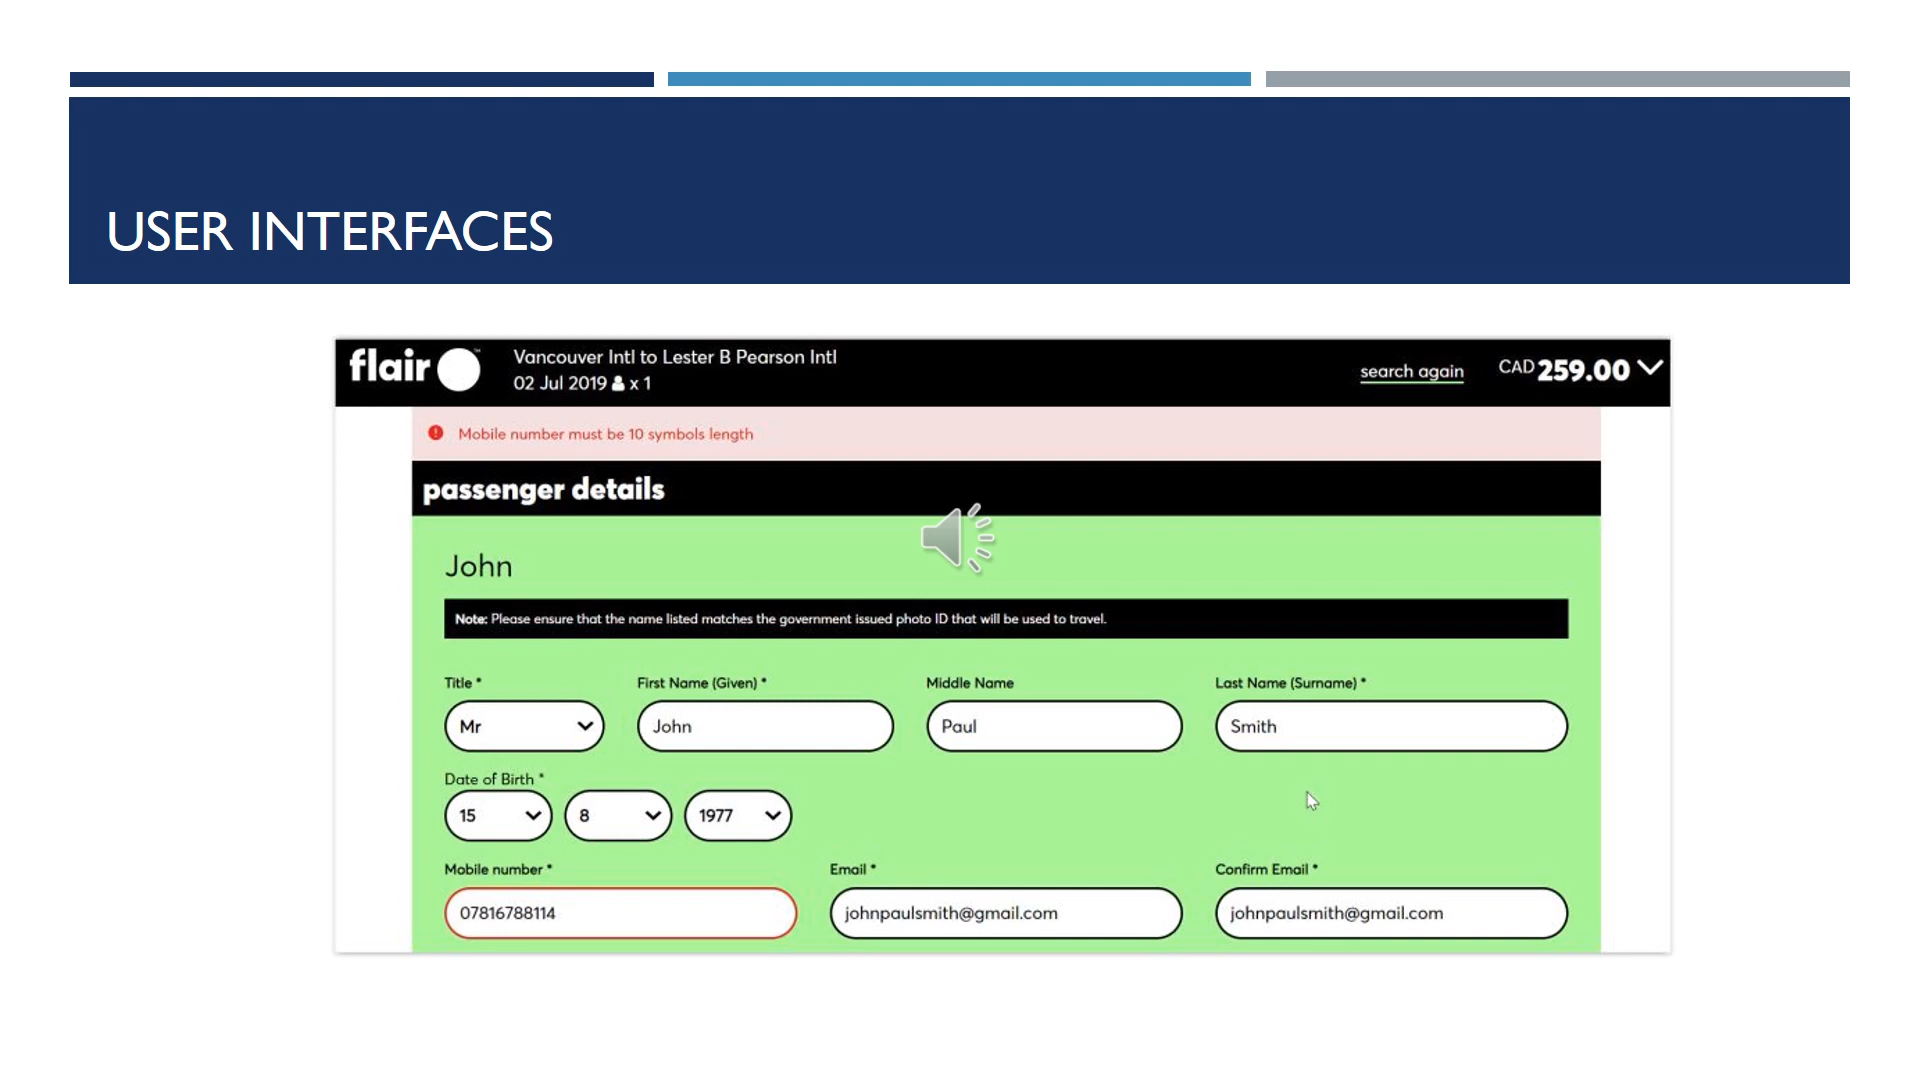 USER INTERFACES
flair
Vancouver Intl to Lester B Pearson Intl
02 Jul 2019 x 1
search again
CAD 259.00
Mobile number must be 10 symbols length
passenger details
John
Note: Please ensure that the name listed matches the government issued photo ID that will be used to travel.
Title * First Name (Given) * Middle Name Last Name (Surname) *
Mr John Paul Smith
Date of Birth *
15 8 1977
Mobile number * Email * Confirm Email *
07816788114 johnpaulsmith@gmail.com johnpaulsmith@gmail.com